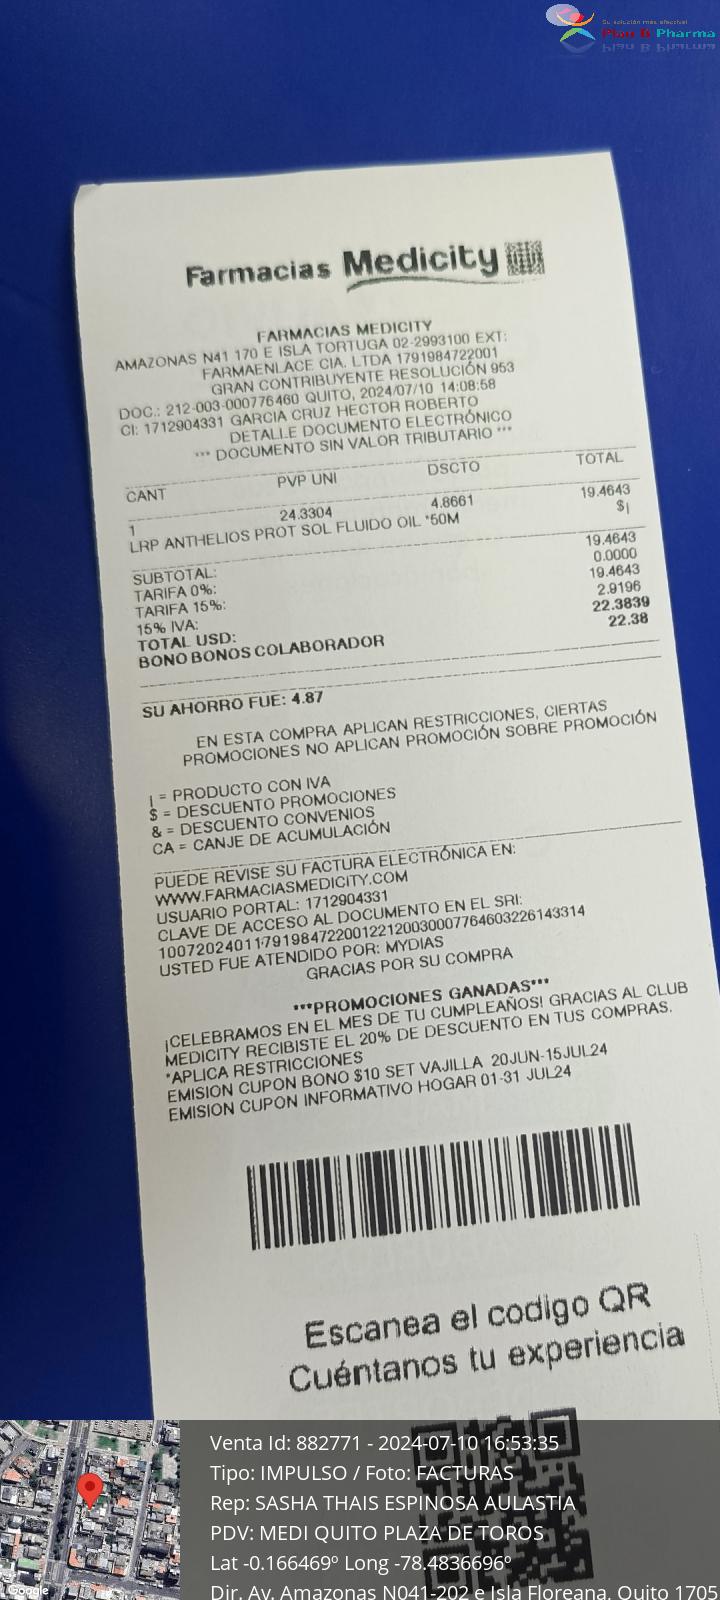 Su solución más efectiva!
Plan B Pharma
Farmacias Medicity
FARMACIAS MEDICITY
AMAZONAS N41 170 E ISLA TORTUGA 02-2993100 EXT:
FARMAENLACE CIA. LTDA 1791984722001
GRAN CONTRIBUYENTE RESOLUCIÓN 953
DOC.: 212-003-000776460 QUITO, 2024/07/10 14:08:58
CI: 1712904331 GARCIA CRUZ HECTOR ROBERTO
DETALLE DOCUMENTO ELECTRÓNICO
*** DOCUMENTO SIN VALOR TRIBUTARIO ***
CANT PVP UNI DSCTO TOTAL
1 24.3304 4.8661 19.4643
LRP ANTHELIOS PROT SOL FLUIDO OIL *50M $|
SUBTOTAL: 19.4643
TARIFA 0%: 0.0000
TARIFA 15%: 19.4643
15% IVA: 2.9196
TOTAL USD: 22.3839
BONO BONOS COLABORADOR 22.38
SU AHORRO FUE: 4.87
EN ESTA COMPRA APLICAN RESTRICCIONES, CIERTAS
PROMOCIONES NO APLICAN PROMOCIÓN SOBRE PROMOCIÓN
| = PRODUCTO CON IVA
$ = DESCUENTO PROMOCIONES
& = DESCUENTO CONVENIOS
CA = CANJE DE ACUMULACIÓN
PUEDE REVISE SU FACTURA ELECTRÓNICA EN:
WWW.FARMACIASMEDICITY.COM
USUARIO PORTAL: 1712904331
CLAVE DE ACCESO AL DOCUMENTO EN EL SRI:
1007202401179198472200122120030007764603226143314
USTED FUE ATENDIDO POR: MYDIAS
GRACIAS POR SU COMPRA
***PROMOCIONES GANADAS***
¡CELEBRAMOS EN EL MES DE TU CUMPLEAÑOS! GRACIAS AL CLUB
MEDICITY RECIBISTE EL 20% DE DESCUENTO EN TUS COMPRAS.
*APLICA RESTRICCIONES
EMISION CUPON BONO $10 SET VAJILLA 20JUN-15JUL24
EMISION CUPON INFORMATIVO HOGAR 01-31 JUL24
Escanea el codigo QR
Cuéntanos tu experiencia
Venta Id: 882771 - 2024-07-10 16:53:35
Tipo: IMPULSO / Foto: FACTURAS
Rep: SASHA THAIS ESPINOSA AULASTIA
PDV: MEDI QUITO PLAZA DE TOROS
Lat -0.166469º Long -78.4836696º
Dir. Av. Amazonas N041-202 e Isla Floreana, Quito 1705
Google